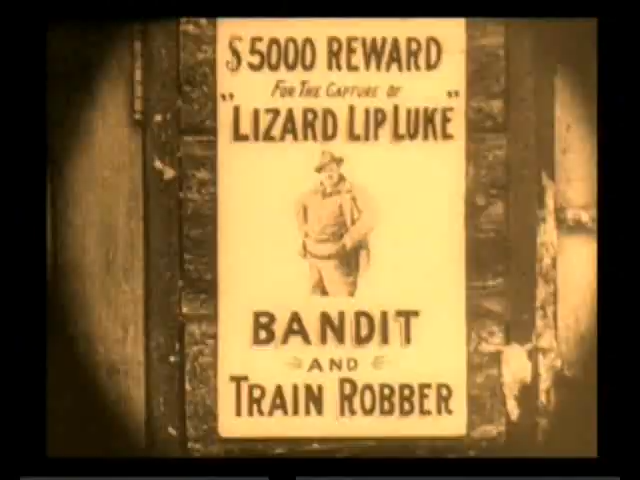 $5000 REWARD
FOR THE CAPTURE OF
"LIZARD LIP LUKE"
BANDIT
AND
TRAIN ROBBER